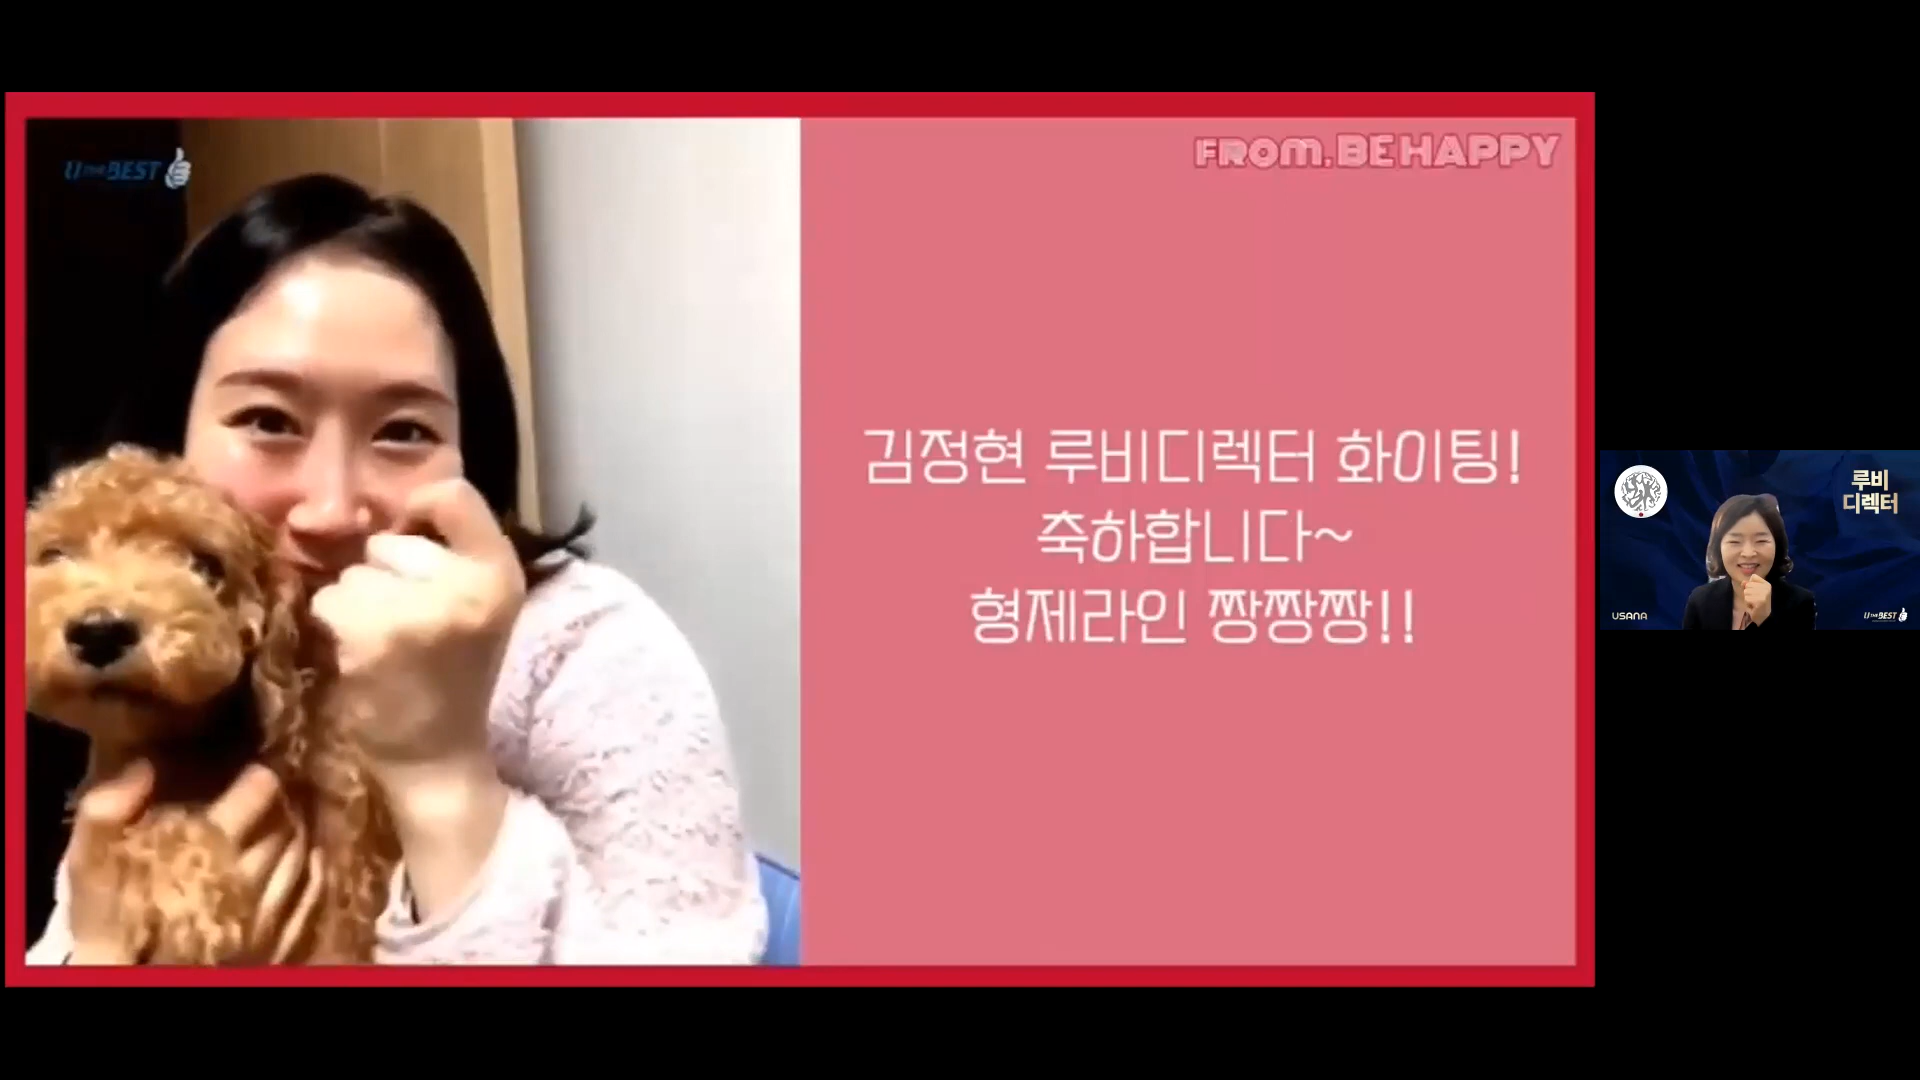 U THE BEST
FROM. BE HAPPY
김정현 루비디렉터 화이팅!
축하합니다~
형제라인 짱짱짱!!
루비
디렉터
USANA
U THE BEST